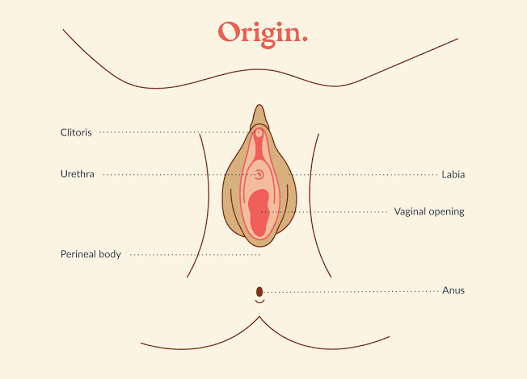 Origin.
Clitoris
Urethra
Labia
Vaginal opening
Perineal body
Anus